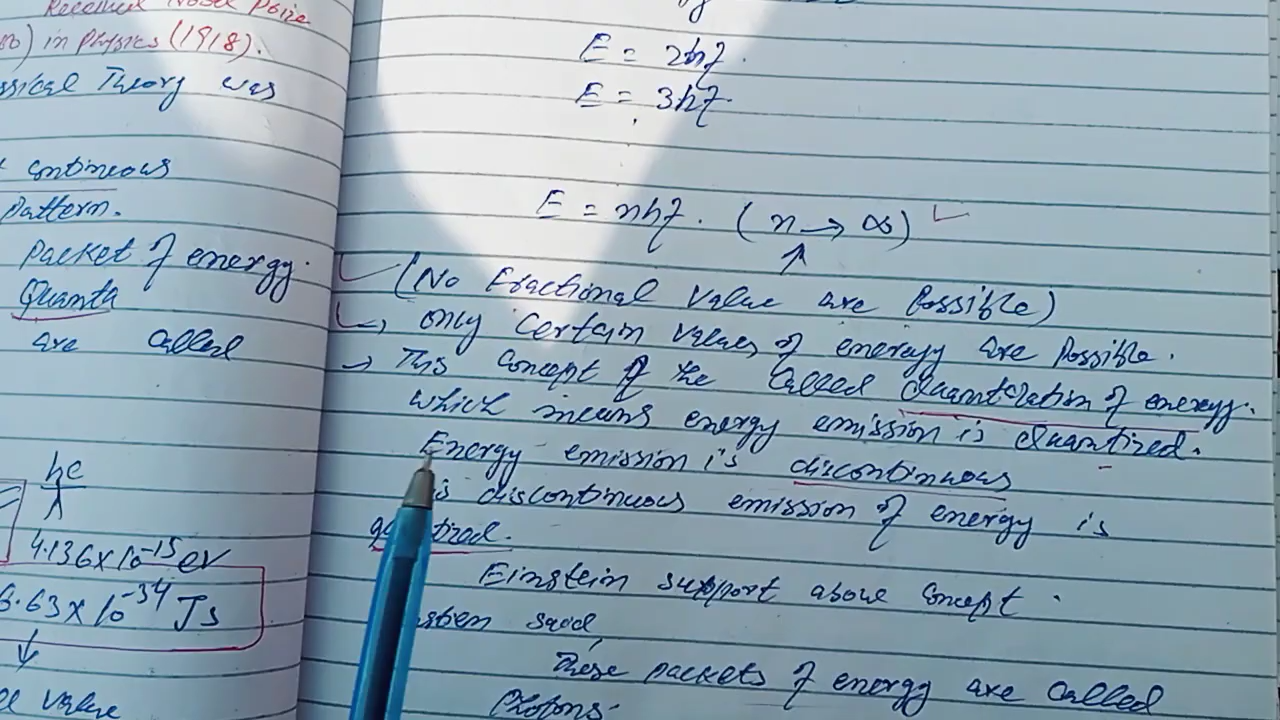 Received Nobel Prize
in Physics (1918).
Theory was
continuous
Pattern.
Packet of energy.
Quanta
are called
hc
λ
4.136×10⁻¹⁵ eV
6.63×10⁻³⁴ Js
↓
value
E = 2hf.
E = 3hf.
E = nhf. (n → ∞)
↑
(No Fractional value are Possible)
→ only certain values of energy are Possible.
→ This concept of the called Quantization of energy.
which means energy emission is Quantized.
Energy emission is discontinuous
is discontinuous emission of energy is
Einstein support above concept.
said,
These packets of energy are called
Photons.